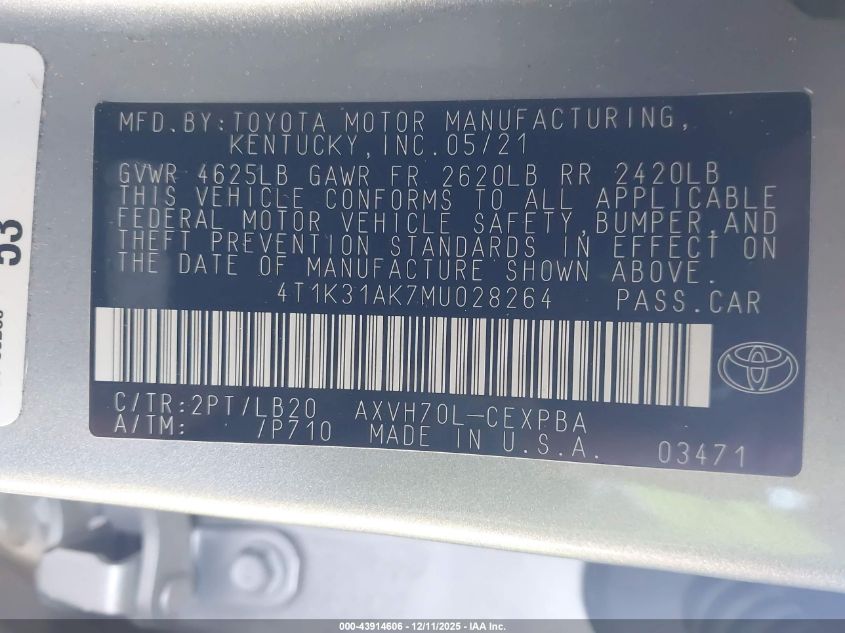 MFD.BY:TOYOTA MOTOR MANUFACTURING,
KENTUCKY,INC.05/21
GVWR 4625LB GAWR FR 2620LB RR 2420LB
THIS VEHICLE CONFORMS TO ALL APPLICABLE
FEDERAL MOTOR VEHICLE SAFETY,BUMPER,AND
THEFT PREVENTION STANDARDS IN EFFECT ON
THE DATE OF MANUFACTURE SHOWN ABOVE.
4T1K31AK7MU028264 PASS.CAR
C/TR:2PT/LB20 AXVH70L-CEXPBA
A/TM: /P710 MADE IN U.S.A. 03471
53
000-43914606 - 12/11/2025 - IAA Inc.